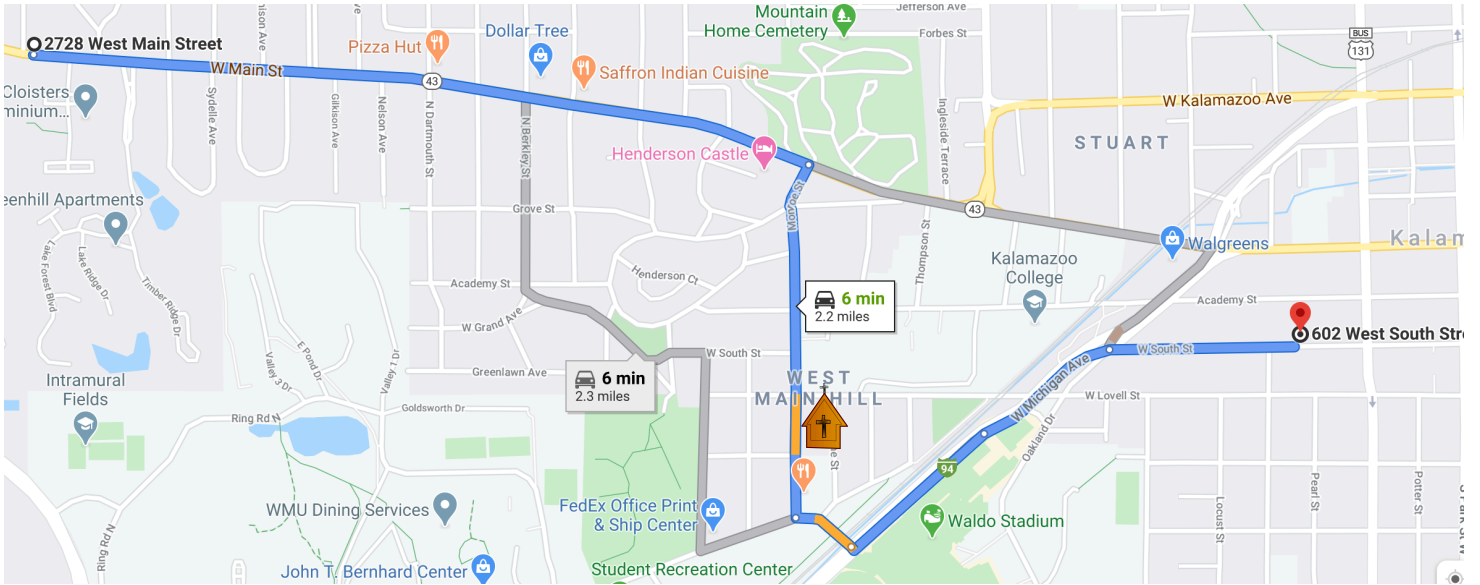 Mountain
Home Cemetery
Jefferson Ave
Forbes St
BUS
131
2728 West Main Street
Pizza Hut
Dollar Tree
Saffron Indian Cuisine
W Main St
43
W Kalamazoo Ave
Cloisters
minium...
Sydelle Ave
Gilkison Ave
Nelson Ave
N Dartmouth St
N Berkley St
Ingleside Terrace
STUART
Henderson Castle
Monroe St
enhill Apartments
Grove St
43
Thompson St
Walgreens
Kalam
Lake Forest Blvd
Lake Ridge Dr
Timber Ridge Dr
Henderson Ct
Kalamazoo
College
Academy St
6 min
2.2 miles
Academy St
W Grand Ave
602 West South Stre
W South St
W South St
E Pond Dr
Valley 3 Dr
Valley 1 Dr
Greenlawn Ave
6 min
2.3 miles
WEST
MAIN HILL
W Michigan Ave
W Lovell St
Intramural
Fields
Ring Rd N
Goldsworth Dr
Oakland Dr
e St
94
Pearl St
Potter St
Locust St
WMU Dining Services
FedEx Office Print
& Ship Center
Waldo Stadium
Ring Rd N
John T. Bernhard Center
Student Recreation Center